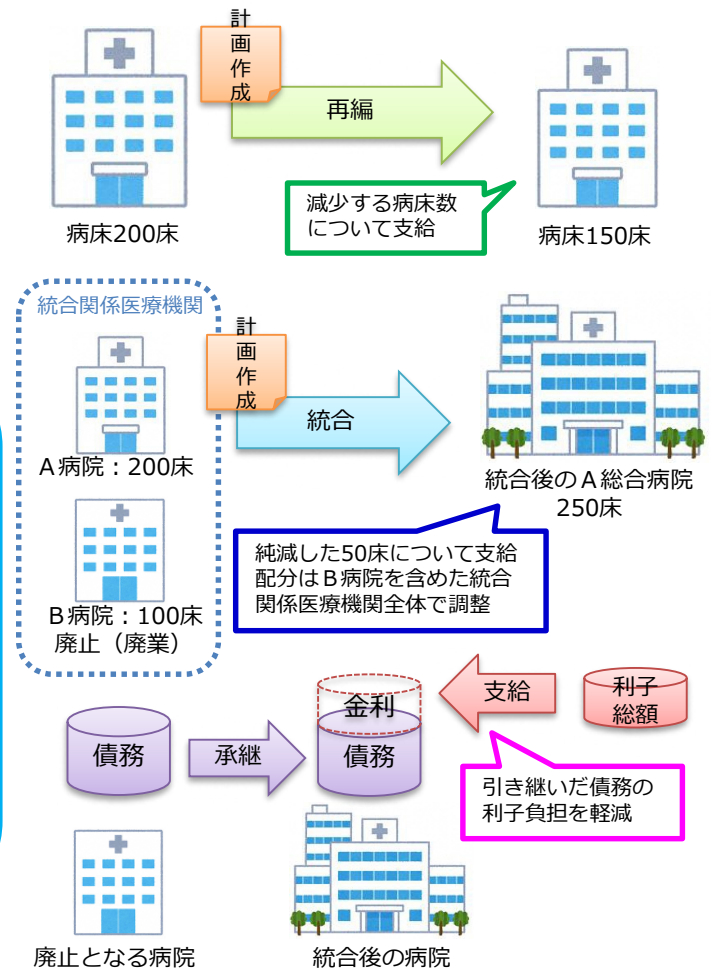 計
画
作
成
再編
減少する病床数
について支給
病床200床
病床150床
統合関係医療機関
計
画
作
成
統合
A病院：200床
B病院：100床
廃止（廃業）
統合後のA総合病院
250床
純減した50床について支給
配分はB病院を含めた統合
関係医療機関全体で調整
債務
承継
金利
債務
支給
利子
総額
引き継いだ債務の
利子負担を軽減
廃止となる病院
統合後の病院